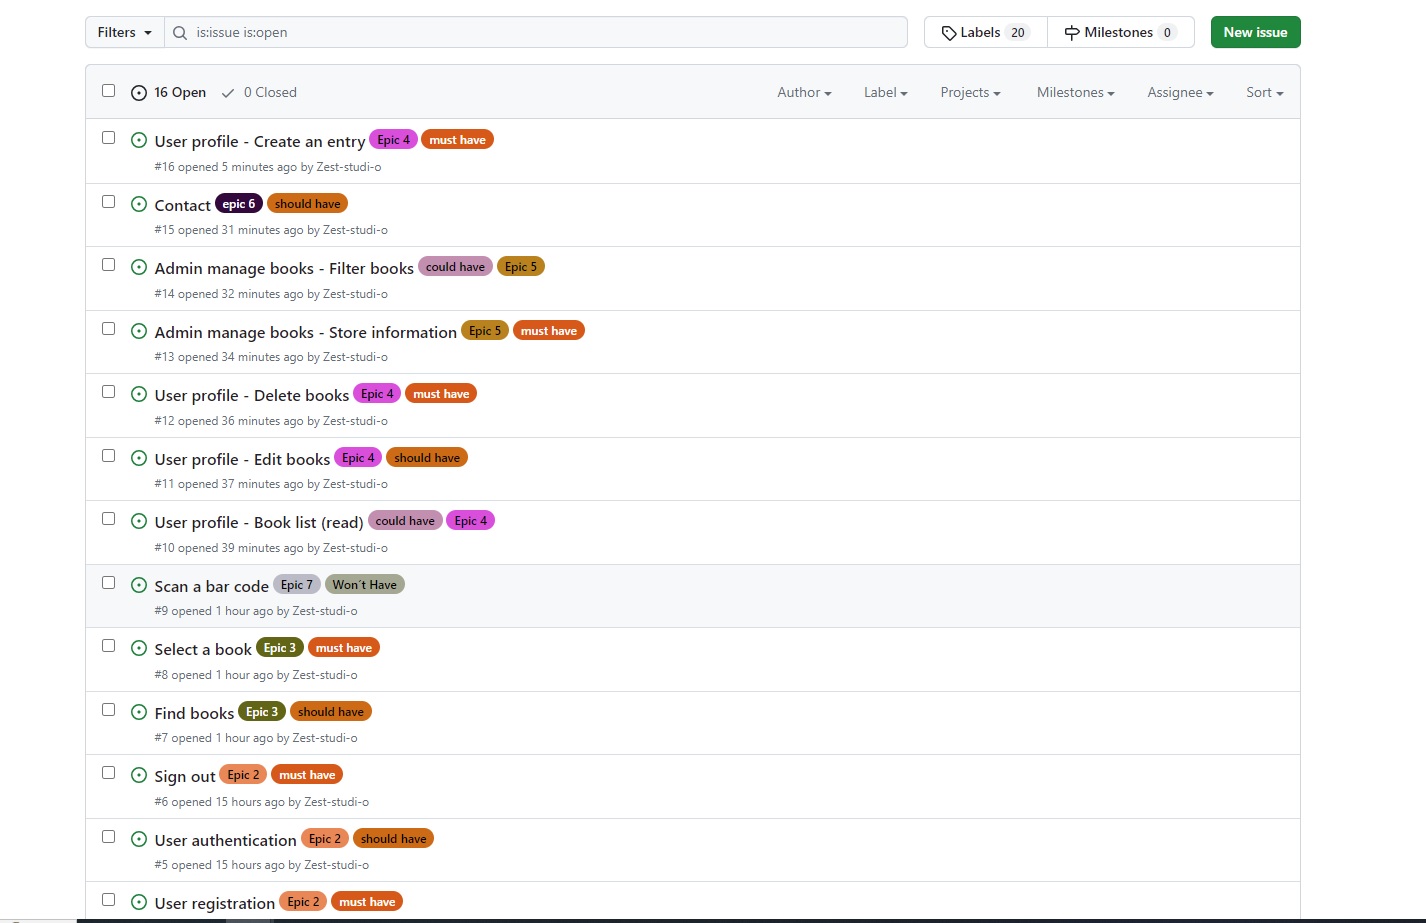 Filters is:issue is:open Labels 20 Milestones 0 New issue
16 Open 0 Closed Author Label Projects Milestones Assignee Sort
User profile - Create an entry Epic 4 must have
#16 opened 5 minutes ago by Zest-studi-o
Contact epic 6 should have
#15 opened 31 minutes ago by Zest-studi-o
Admin manage books - Filter books could have Epic 5
#14 opened 32 minutes ago by Zest-studi-o
Admin manage books - Store information Epic 5 must have
#13 opened 34 minutes ago by Zest-studi-o
User profile - Delete books Epic 4 must have
#12 opened 36 minutes ago by Zest-studi-o
User profile - Edit books Epic 4 should have
#11 opened 37 minutes ago by Zest-studi-o
User profile - Book list (read) could have Epic 4
#10 opened 39 minutes ago by Zest-studi-o
Scan a bar code Epic 7 Won´t Have
#9 opened 1 hour ago by Zest-studi-o
Select a book Epic 3 must have
#8 opened 1 hour ago by Zest-studi-o
Find books Epic 3 should have
#7 opened 1 hour ago by Zest-studi-o
Sign out Epic 2 must have
#6 opened 15 hours ago by Zest-studi-o
User authentication Epic 2 should have
#5 opened 15 hours ago by Zest-studi-o
User registration Epic 2 must have